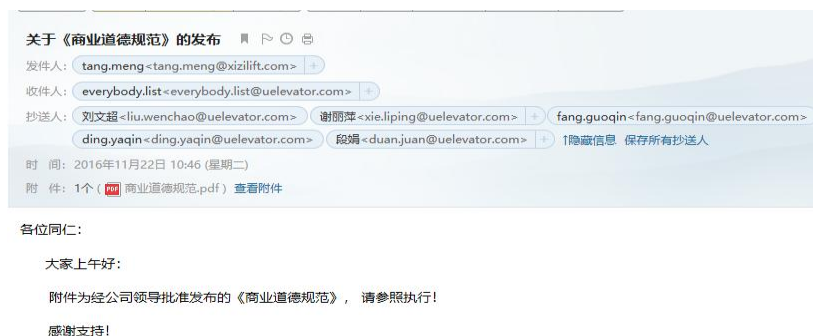 关于《商业道德规范》的发布
发件人: tang.meng<tang.meng@xizilift.com> +
收件人: everybody.list<everybody.list@uelevator.com> +
抄送人: 刘文超<liu.wenchao@uelevator.com> 谢丽萍<xie.liping@uelevator.com> + fang.guoqin<fang.guoqin@uelevator.com>
ding.yaqin<ding.yaqin@uelevator.com> 段娟<duan.juan@uelevator.com> + ↑隐藏信息 保存所有抄送人
时 间: 2016年11月22日 10:46 (星期二)
附 件: 1个 ( PDF 商业道德规范.pdf ) 查看附件
各位同仁:
大家上午好:
附件为经公司领导批准发布的《商业道德规范》, 请参照执行!
感谢支持!